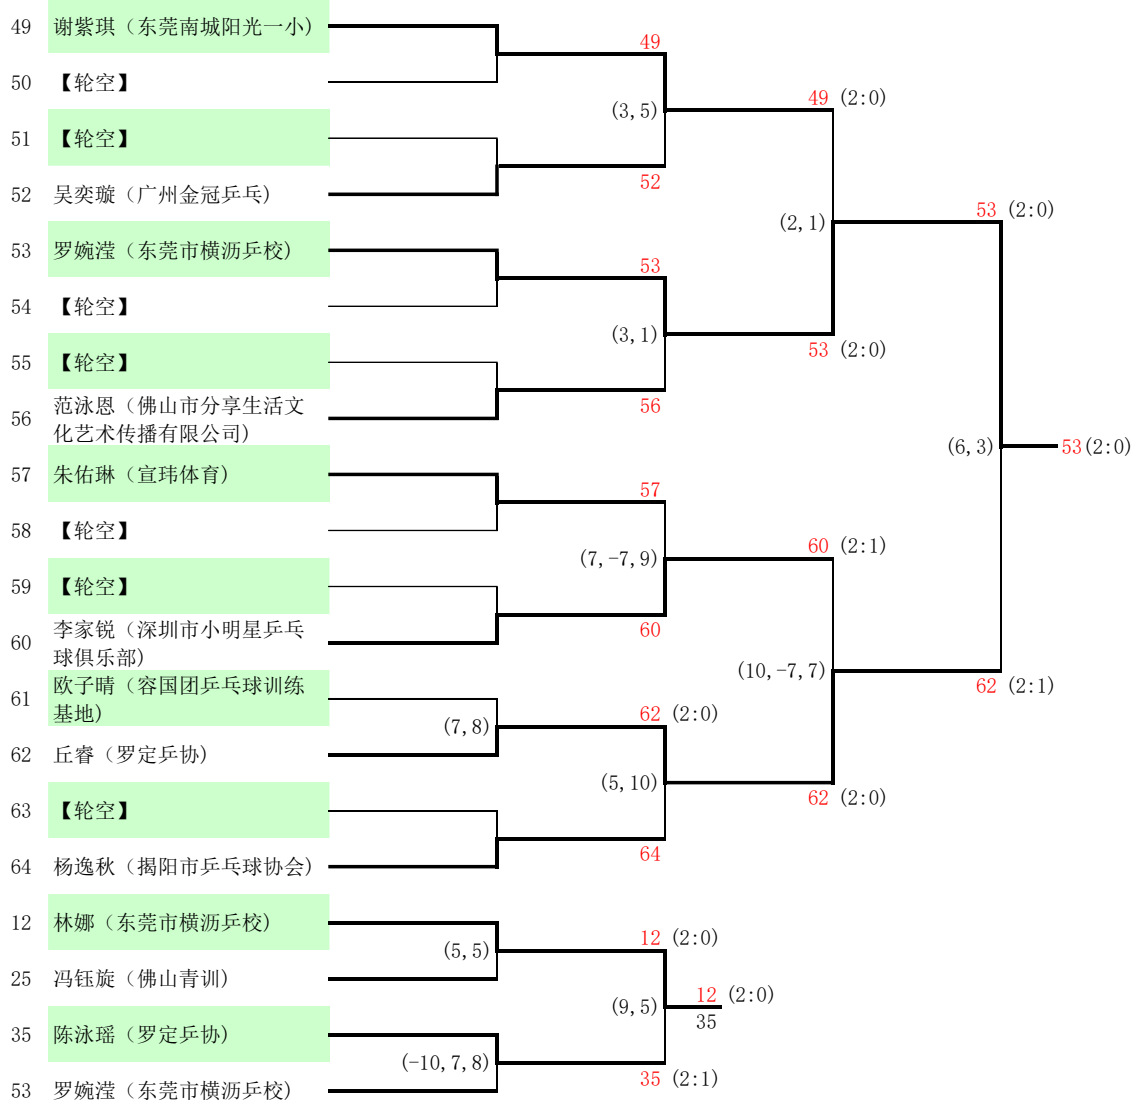 49 谢紫琪（东莞南城阳光一小）
49
50 【轮空】
(3,5)
49 (2:0)
51 【轮空】
52
52 吴奕璇（广州金冠乒乓）
(2,1)
53 (2:0)
53 罗婉滢（东莞市横沥乒校）
53
54 【轮空】
(3,1)
53 (2:0)
55 【轮空】
56
56 范泳恩（佛山市分享生活文
化艺术传播有限公司）
(6,3)
53(2:0)
57 朱佑琳（宣玮体育）
57
58 【轮空】
(7,-7,9)
60 (2:1)
59 【轮空】
60
60 李家锐（深圳市小明星乒乓
球俱乐部）
(10,-7,7)
62 (2:1)
61 欧子晴（容国团乒乓球训练
基地）
(7,8)
62 (2:0)
62 丘睿（罗定乒协）
(5,10)
62 (2:0)
63 【轮空】
64
64 杨逸秋（揭阳市乒乓球协会）
12 林娜（东莞市横沥乒校）
(5,5)
12 (2:0)
25 冯钰旋（佛山青训）
(9,5)
12 (2:0)
35
35 陈泳瑶（罗定乒协）
(-10,7,8)
35 (2:1)
53 罗婉滢（东莞市横沥乒校）